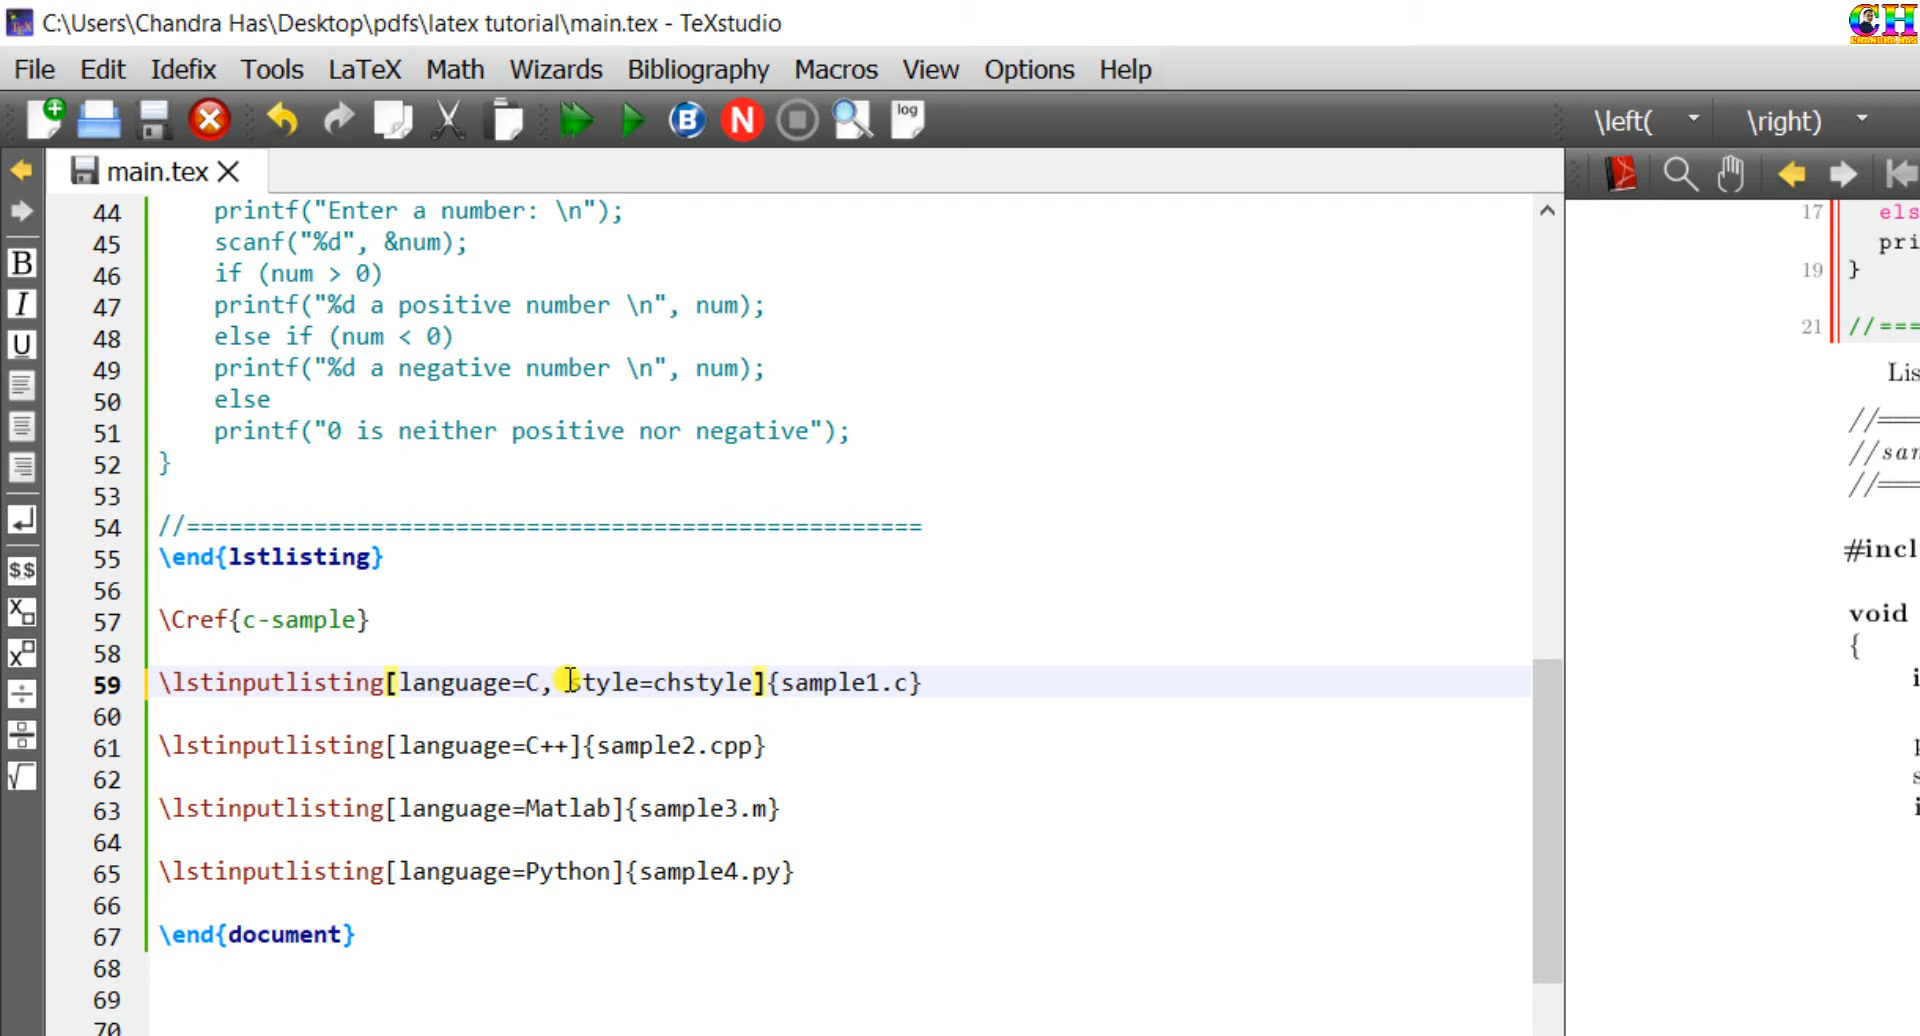 C:\Users\Chandra Has\Desktop\pdfs\latex tutorial\main.tex - TeXstudio
CH
CHANDRA HAS
File Edit Idefix Tools LaTeX Math Wizards Bibliography Macros View Options Help
B N log \left( \right)
main.tex
44 printf("Enter a number: \n");
45 scanf("%d", &num);
46 if (num > 0)
47 printf("%d a positive number \n", num);
48 else if (num < 0)
49 printf("%d a negative number \n", num);
50 else
51 printf("0 is neither positive nor negative");
52 }
53
54 //====================================================
55 \end{lstlisting}
56
57 \Cref{c-sample}
58
59 \lstinputlisting[language=C, style=chstyle]{sample1.c}
60
61 \lstinputlisting[language=C++]{sample2.cpp}
62
63 \lstinputlisting[language=Matlab]{sample3.m}
64
65 \lstinputlisting[language=Python]{sample4.py}
66
67 \end{document}
68
69
70
B
I
U
$$
X
X
17 els
pri
19 }
21 //===
Lis
//===
//sam
//===
#incl
void
{
i
p
s
i